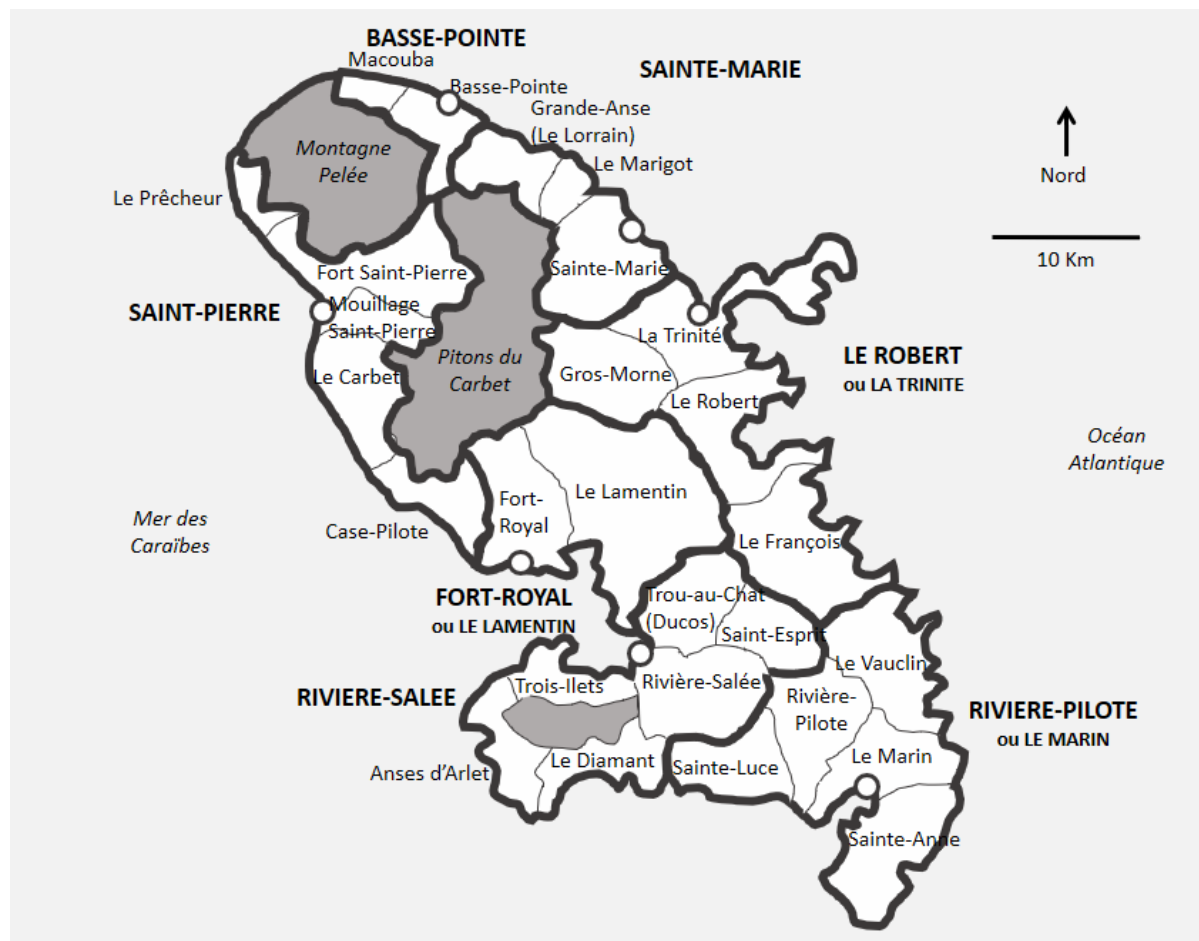 BASSE-POINTE
Macouba
SAINTE-MARIE
Basse-Pointe
Grande-Anse
(Le Lorrain)
Le Marigot
Montagne
Pelée
Nord
Le Prêcheur
10 Km
Fort Saint-Pierre
Sainte-Marie
SAINT-PIERRE
Mouillage
Saint-Pierre
La Trinité
LE ROBERT
ou LA TRINITE
Pitons du
Carbet
Le Carbet
Gros-Morne
Le Robert
Océan
Atlantique
Le Lamentin
Fort-
Royal
Mer des
Caraïbes
Case-Pilote
Le François
FORT-ROYAL
ou LE LAMENTIN
Trou-au-Chat
(Ducos)
Saint-Esprit
Le Vauclin
RIVIERE-SALEE
Trois-Ilets
Rivière-Salée
Rivière-
Pilote
RIVIERE-PILOTE
ou LE MARIN
Anses d'Arlet
Le Diamant
Sainte-Luce
Le Marin
Sainte-Anne